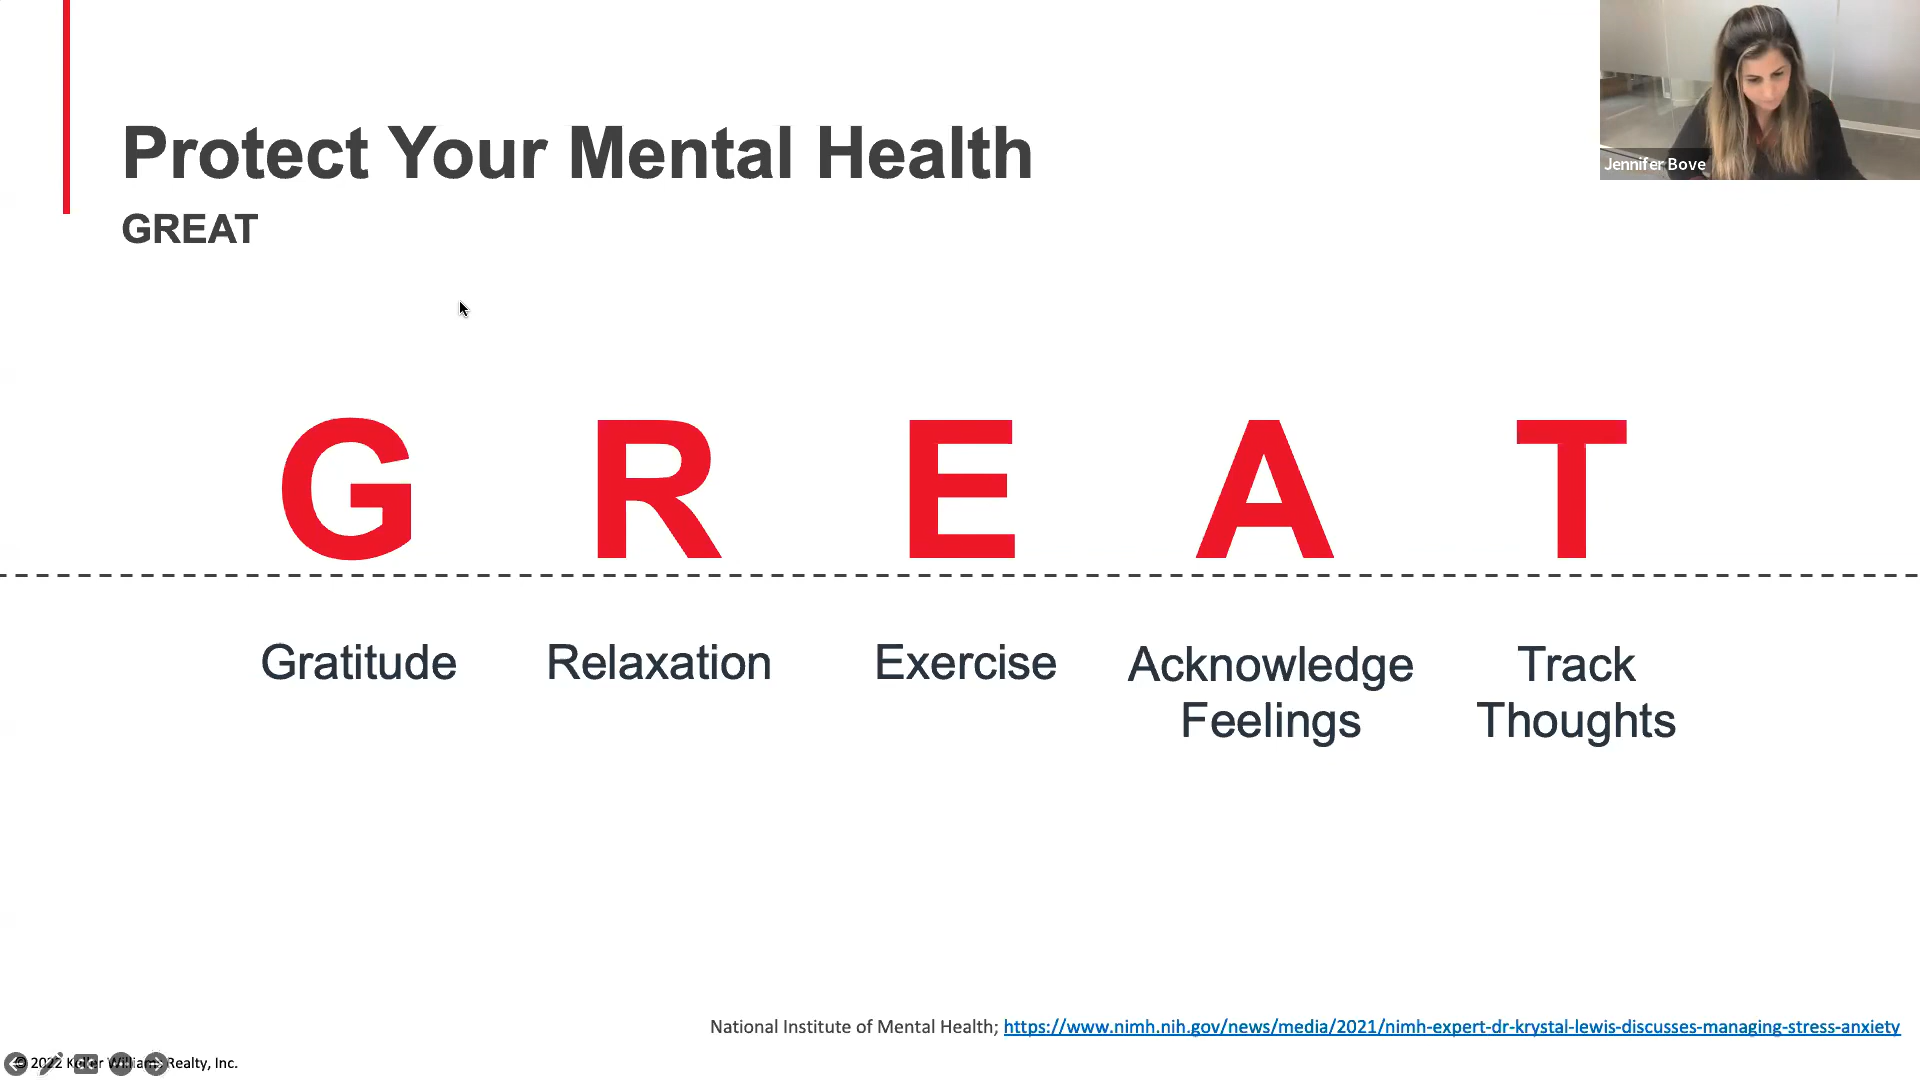 Protect Your Mental Health
GREAT
Jennifer Bove
G R E A T
Gratitude Relaxation Exercise Acknowledge Feelings Track Thoughts
National Institute of Mental Health; https://www.nimh.nih.gov/news/media/2021/nimh-expert-dr-krystal-lewis-discusses-managing-stress-anxiety
© 2022 Keller Williams Realty, Inc.